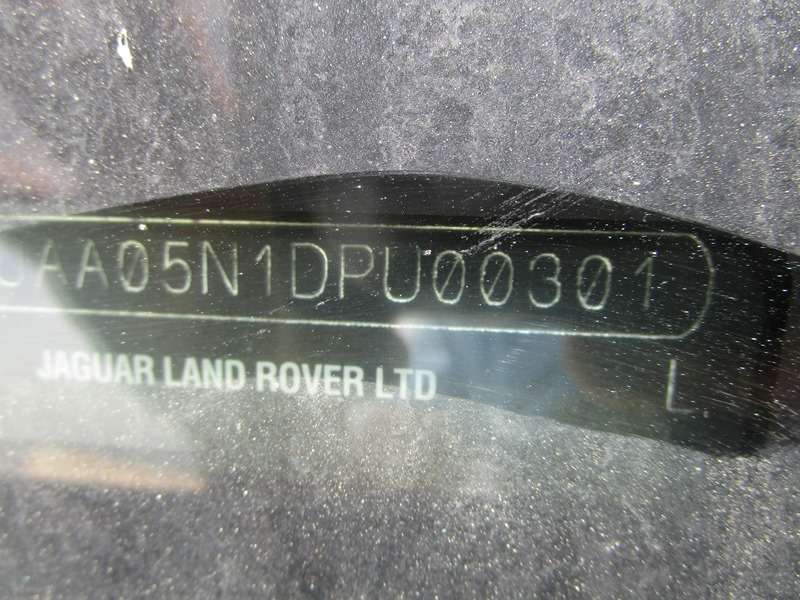 AA05N1DPU00301
JAGUAR LAND ROVER LTD
L